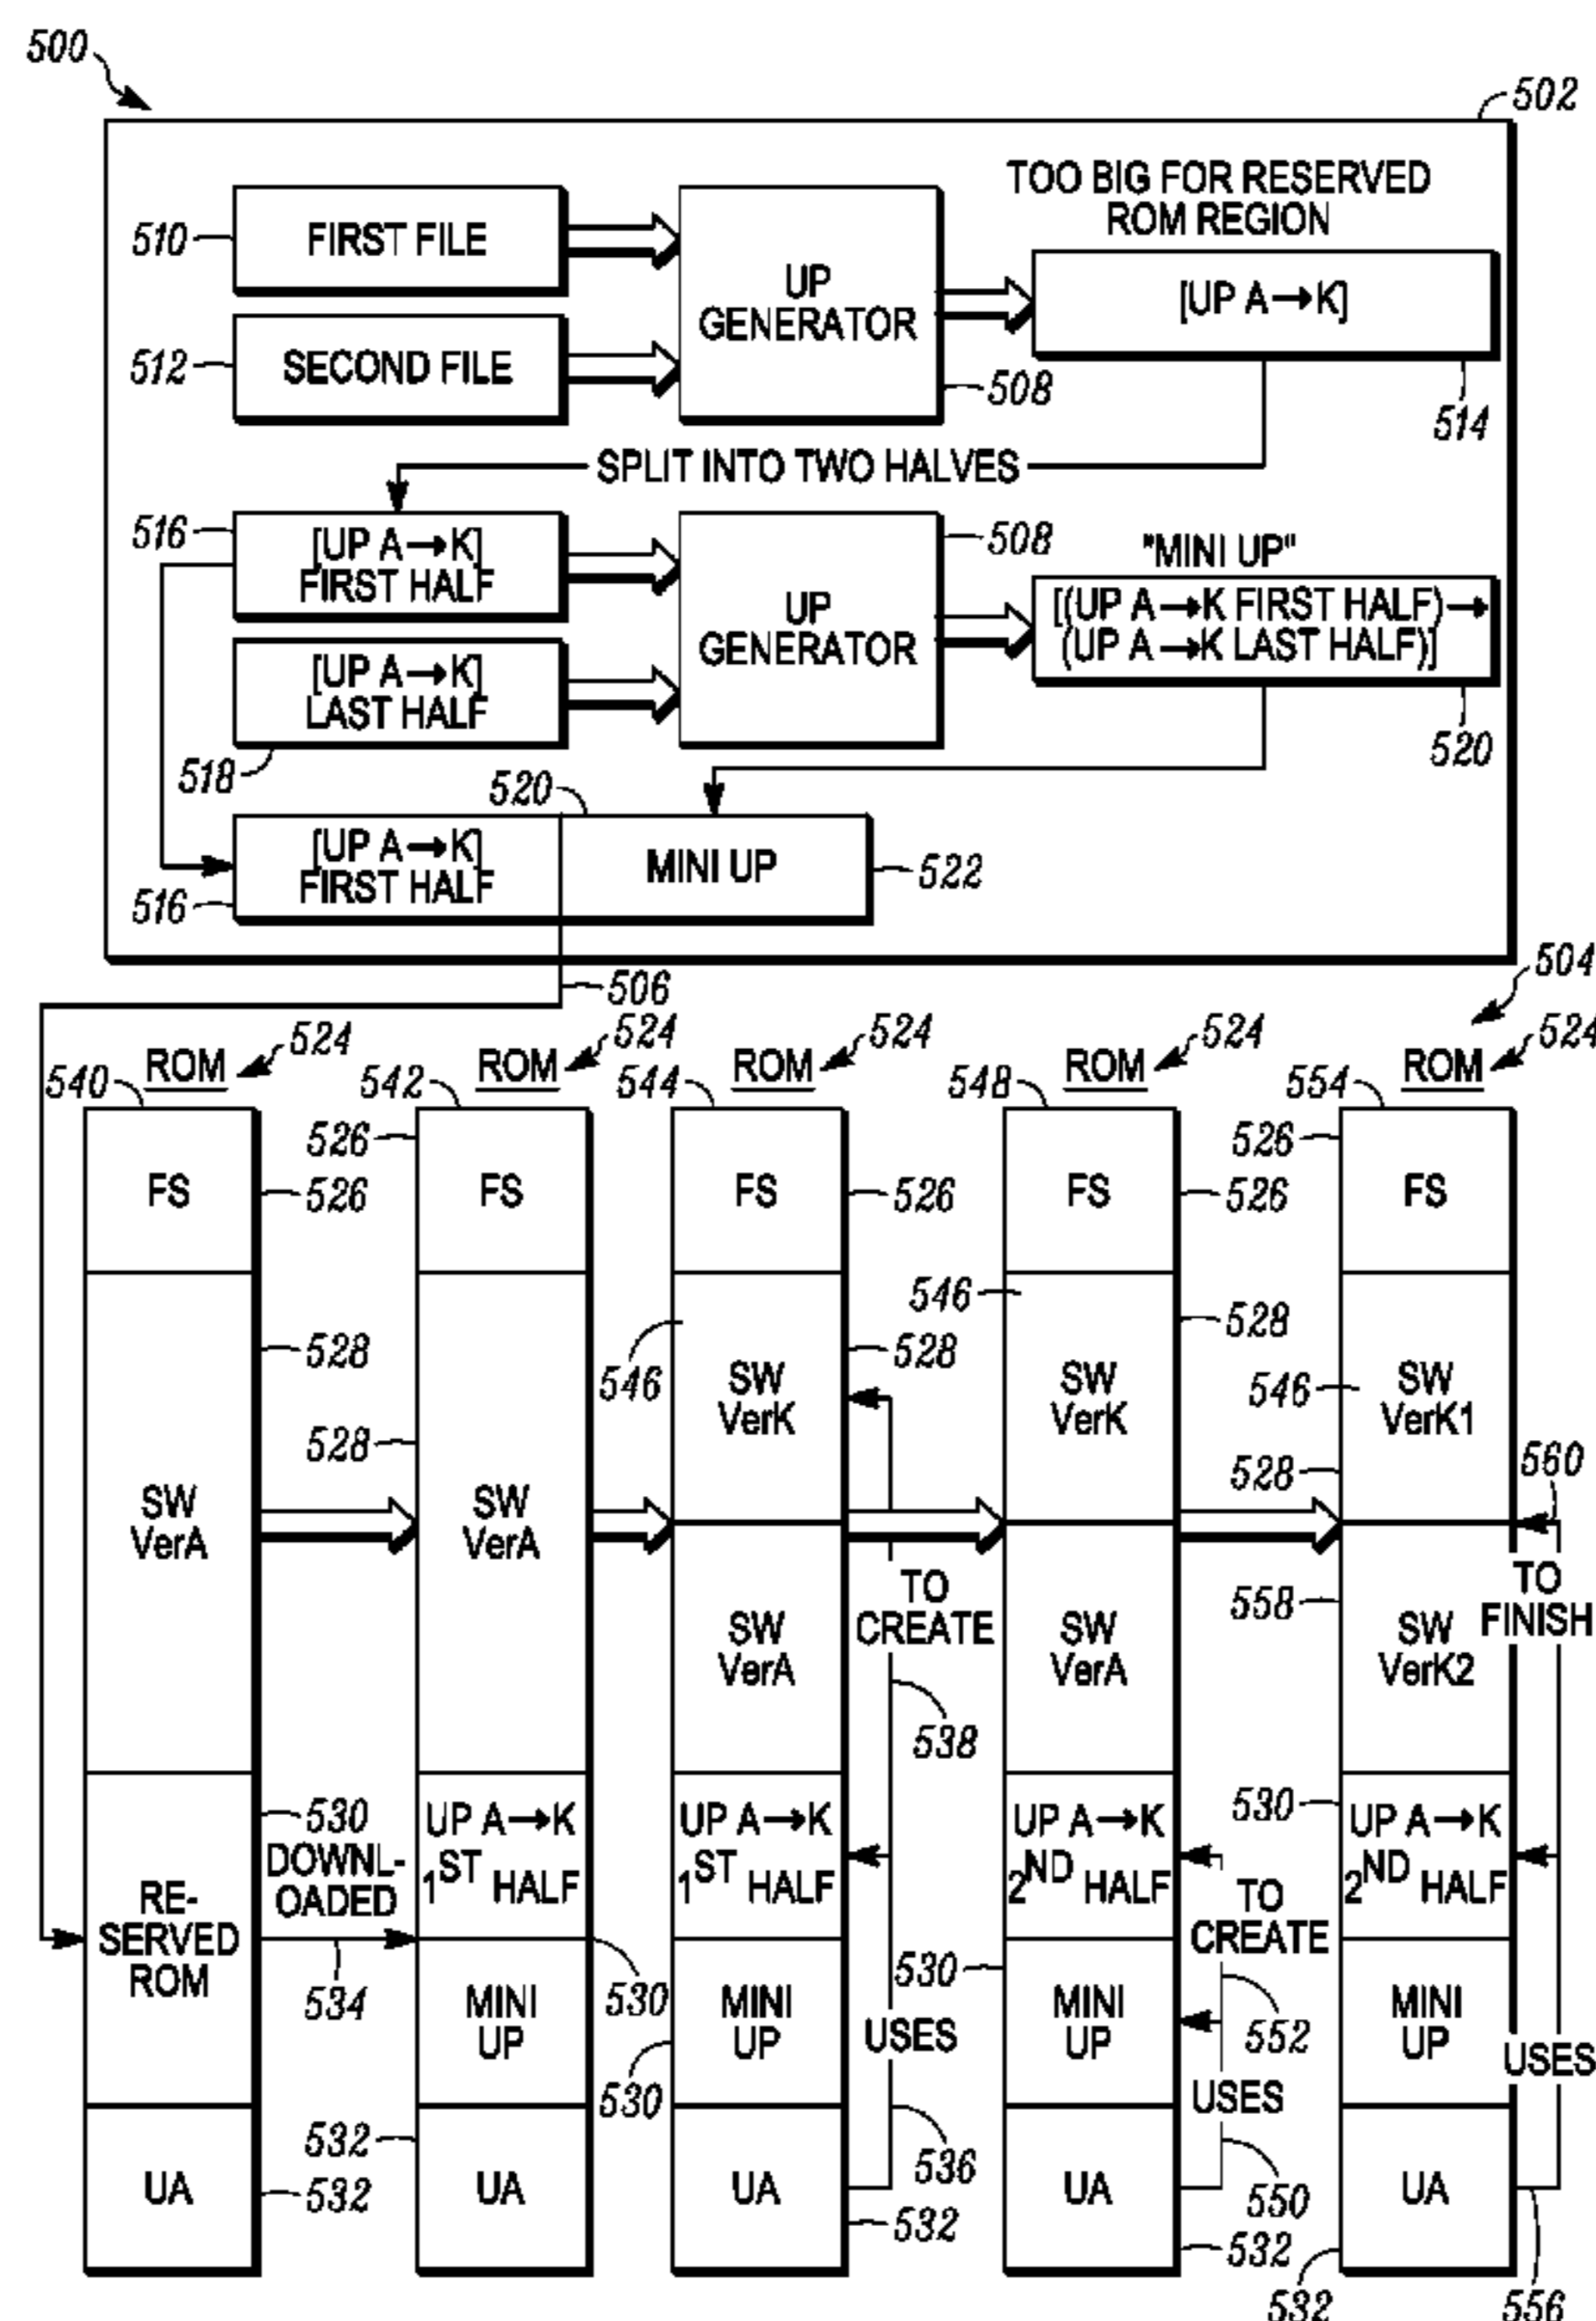 500
502
TOO BIG FOR RESERVED
ROM REGION
510
FIRST FILE
UP
GENERATOR
[UP A→K]
512
SECOND FILE
508
514
SPLIT INTO TWO HALVES
516
[UP A→K]
FIRST HALF
508
"MINI UP"
UP
GENERATOR
[(UP A→K FIRST HALF)→
(UP A→K LAST HALF)]
[UP A→K]
LAST HALF
518
520
520
[UP A→K]
FIRST HALF
MINI UP
522
516
506
504
540
ROM
524
542
ROM
524
544
ROM
524
548
ROM
524
554
ROM
524
FS
526
SW
VerA
528
RE-
SERVED
ROM
530
DOWNL-
OADED
534
UA
532
526
FS
528
SW
VerA
UP A→K
1ST HALF
530
MINI
UP
532
UA
FS
526
546
SW
VerK
528
SW
VerA
TO
CREATE
538
UP A→K
1ST HALF
530
MINI
UP
USES
536
UA
532
FS
526
546
SW
VerK
528
SW
VerA
UP A→K
2ND HALF
TO
CREATE
530
MINI
UP
552
USES
550
UA
532
526
FS
546
SW
VerK1
528
560
558
SW
VerK2
TO
FINISH
530
UP A→K
2ND HALF
MINI
UP
USES
UA
532
556